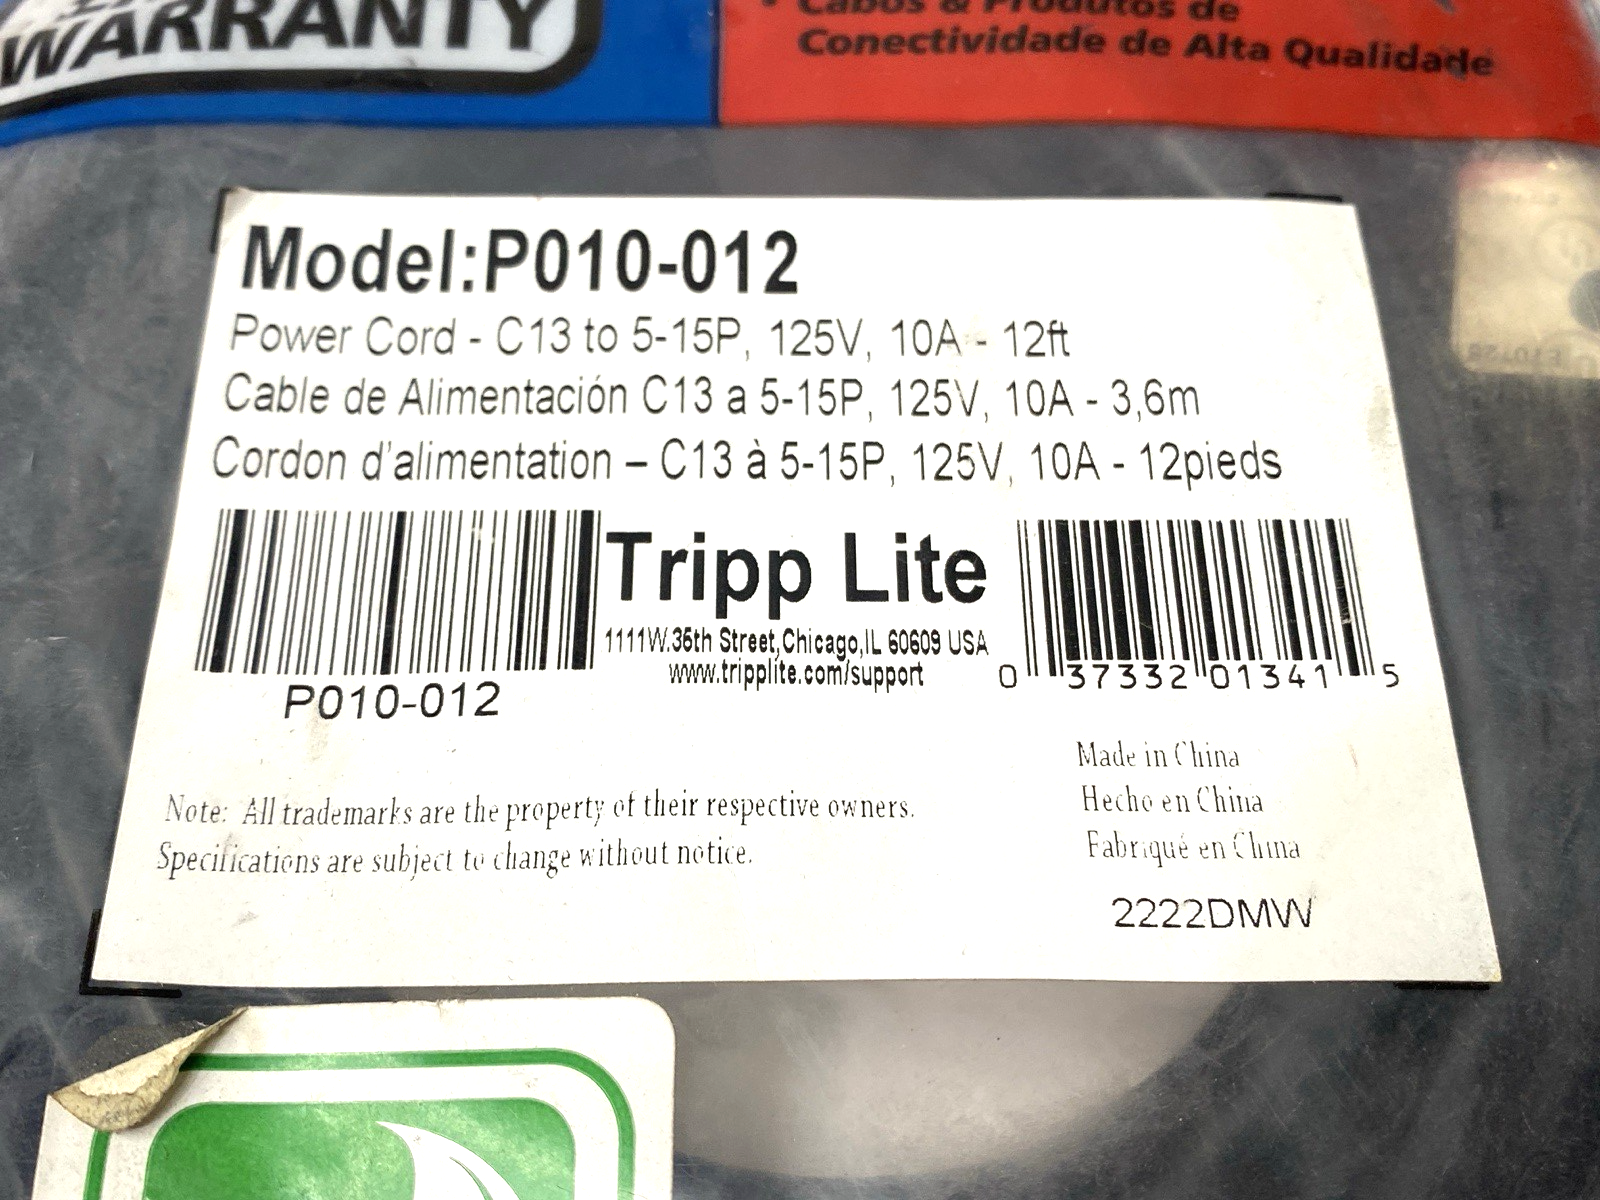 WARRANTY
• Cabos & Produtos de
Conectividade de Alta Qualidade
Model:P010-012
Power Cord - C13 to 5-15P, 125V, 10A - 12ft
Cable de Alimentación C13 a 5-15P, 125V, 10A - 3,6m
Cordon d'alimentation – C13 à 5-15P, 125V, 10A - 12pieds
P010-012
Tripp Lite
1111W.35th Street,Chicago,IL 60609 USA
www.tripplite.com/support
0 37332 01341 5
Note: All trademarks are the property of their respective owners.
Specifications are subject to change without notice.
Made in China
Hecho en China
Fabriqué en China
2222DMW